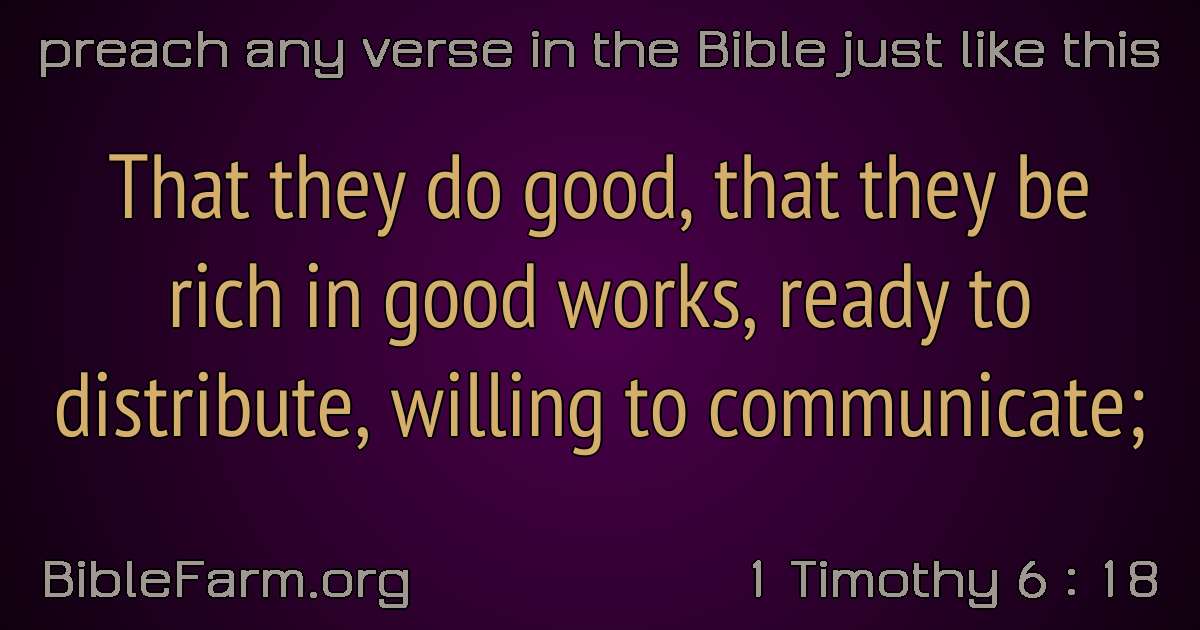 preach any verse in the Bible just like this
That they do good, that they be
rich in good works, ready to
distribute, willing to communicate;
BibleFarm.org
1 Timothy 6 : 18